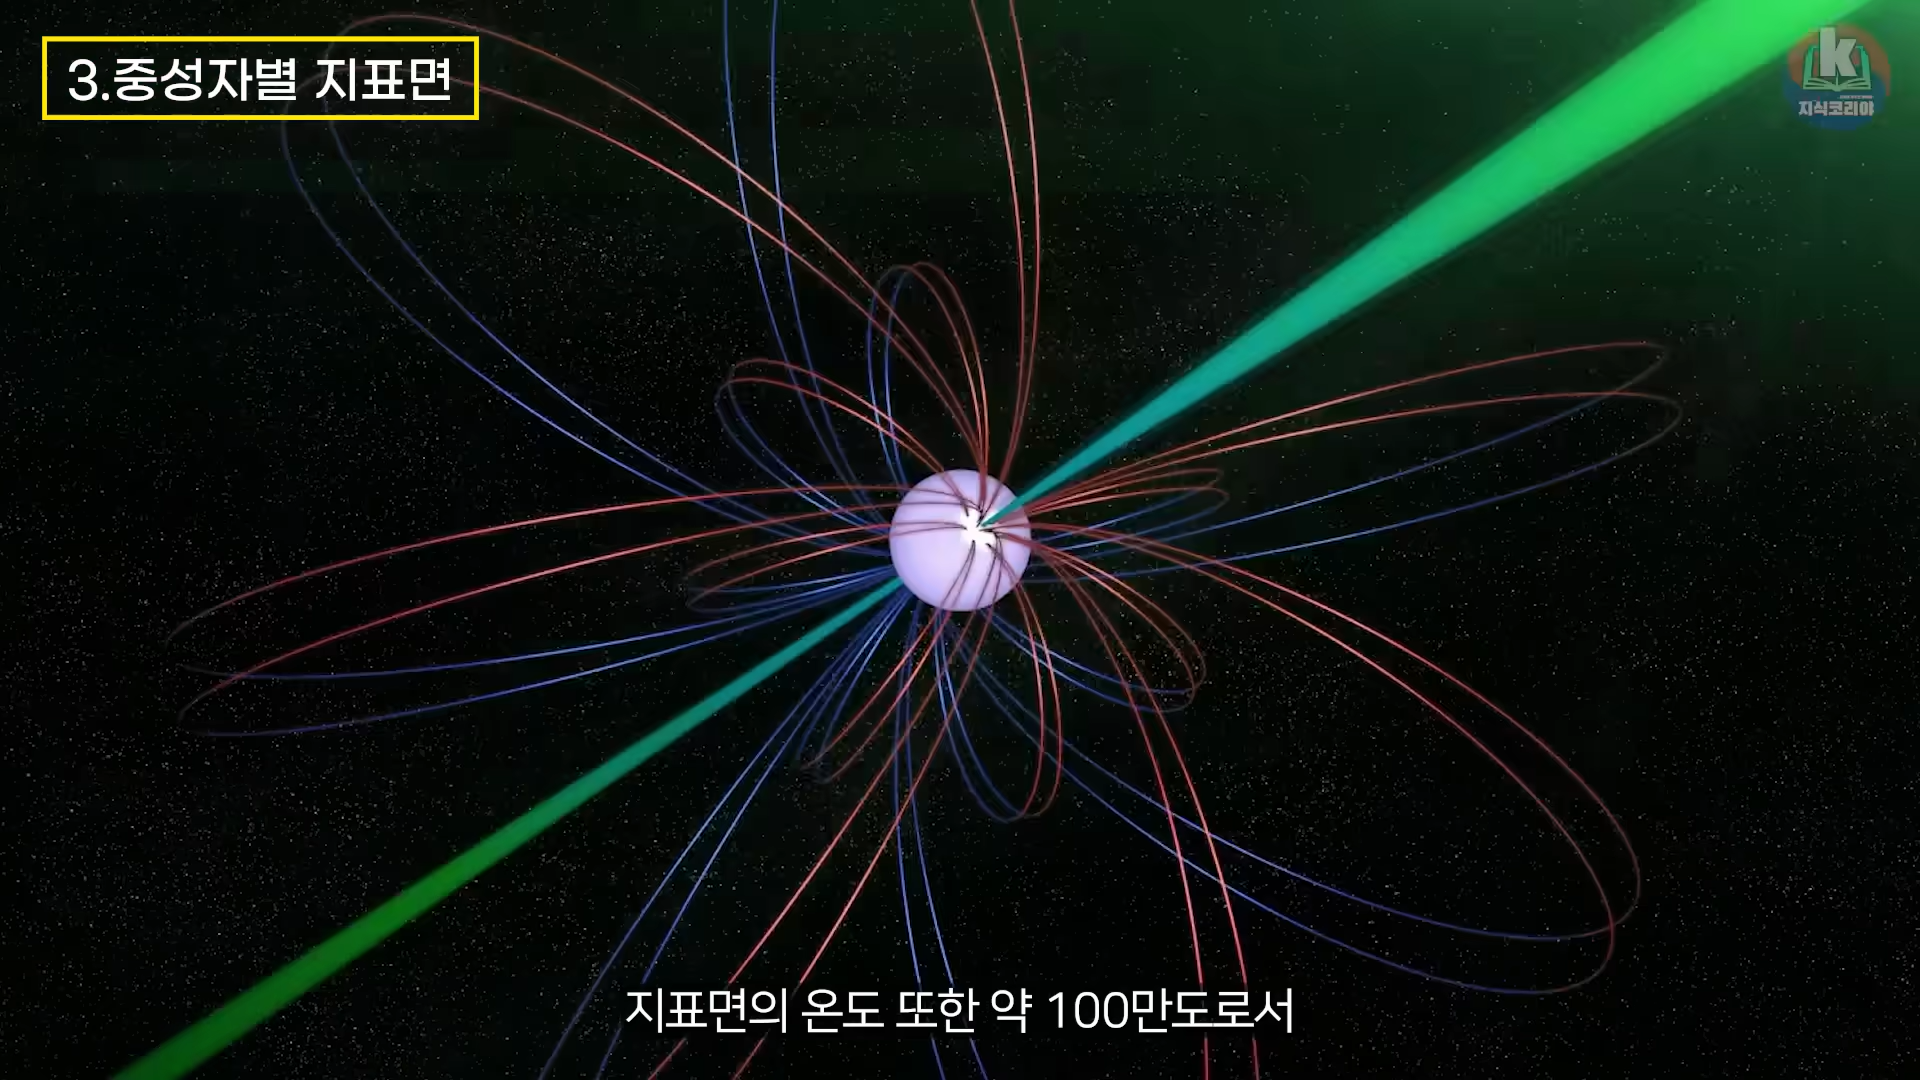 3.중성자별 지표면
k
지식코리아
지표면의 온도 또한 약 100만도로서